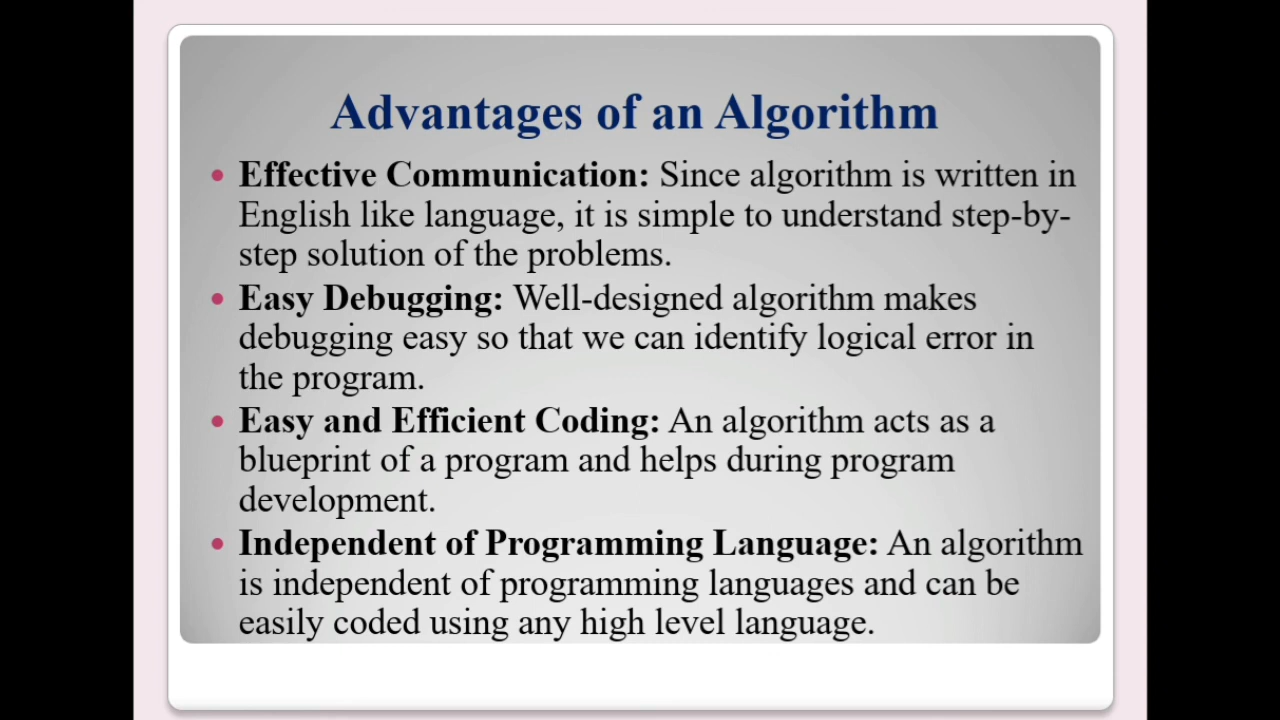 Advantages of an Algorithm
• Effective Communication: Since algorithm is written in
English like language, it is simple to understand step-by-
step solution of the problems.
• Easy Debugging: Well-designed algorithm makes
debugging easy so that we can identify logical error in
the program.
• Easy and Efficient Coding: An algorithm acts as a
blueprint of a program and helps during program
development.
• Independent of Programming Language: An algorithm
is independent of programming languages and can be
easily coded using any high level language.